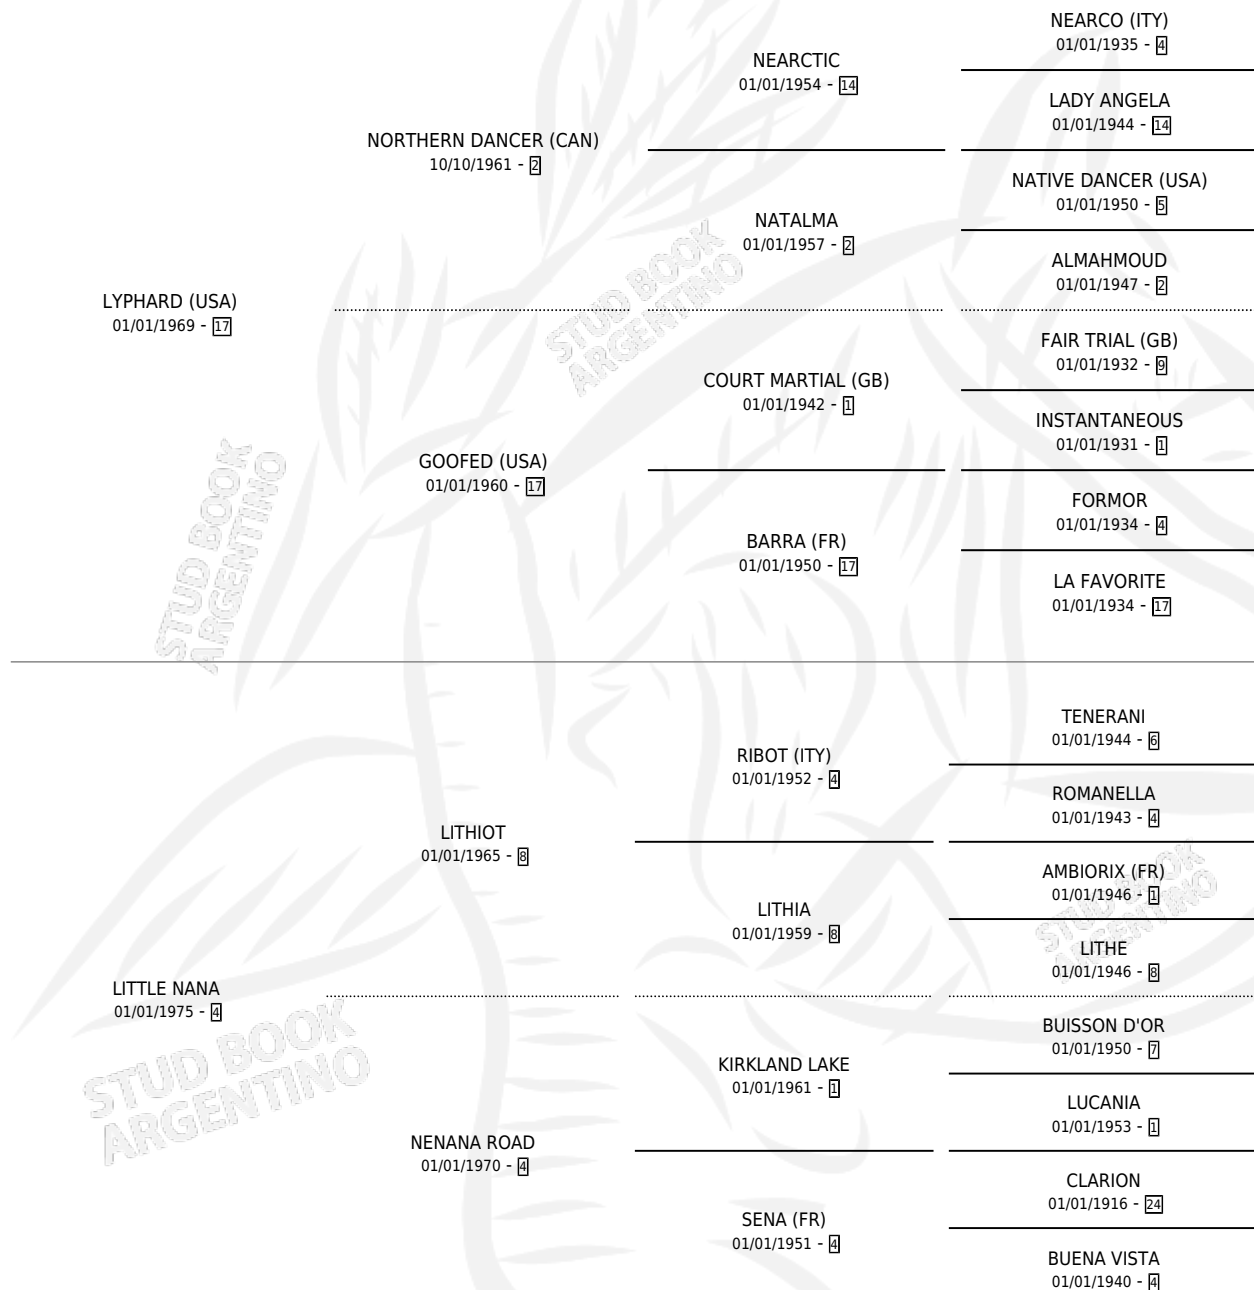 NEARCO (ITY)
01/01/1935 - 4
NEARCTIC
01/01/1954 - 14
LADY ANGELA
01/01/1944 - 14
NORTHERN DANCER (CAN)
10/10/1961 - 2
NATIVE DANCER (USA)
01/01/1950 - 5
NATALMA
01/01/1957 - 2
ALMAHMOUD
01/01/1947 - 2
LYPHARD (USA)
01/01/1969 - 17
STUD BOOK
ARGENTINO
FAIR TRIAL (GB)
01/01/1932 - 9
COURT MARTIAL (GB)
01/01/1942 - 1
INSTANTANEOUS
01/01/1931 - 1
GOOFED (USA)
01/01/1960 - 17
FORMOR
01/01/1934 - 4
BARRA (FR)
01/01/1950 - 17
LA FAVORITE
01/01/1934 - 17
STUD BOOK
ARGENTINO
TENERANI
01/01/1944 - 6
RIBOT (ITY)
01/01/1952 - 4
ROMANELLA
01/01/1943 - 4
LITHIOT
01/01/1965 - 8
AMBIORIX (FR)
01/01/1946 - 1
LITHIA
01/01/1959 - 8
STUD BOOK
ARGENTINO
LITHE
01/01/1946 - 8
LITTLE NANA
01/01/1975 - 4
BUISSON D'OR
01/01/1950 - 7
STUD BOOK
ARGENTINO
KIRKLAND LAKE
01/01/1961 - 1
LUCANIA
01/01/1953 - 1
NENANA ROAD
01/01/1970 - 4
CLARION
01/01/1916 - 24
SENA (FR)
01/01/1951 - 4
BUENA VISTA
01/01/1940 - 4